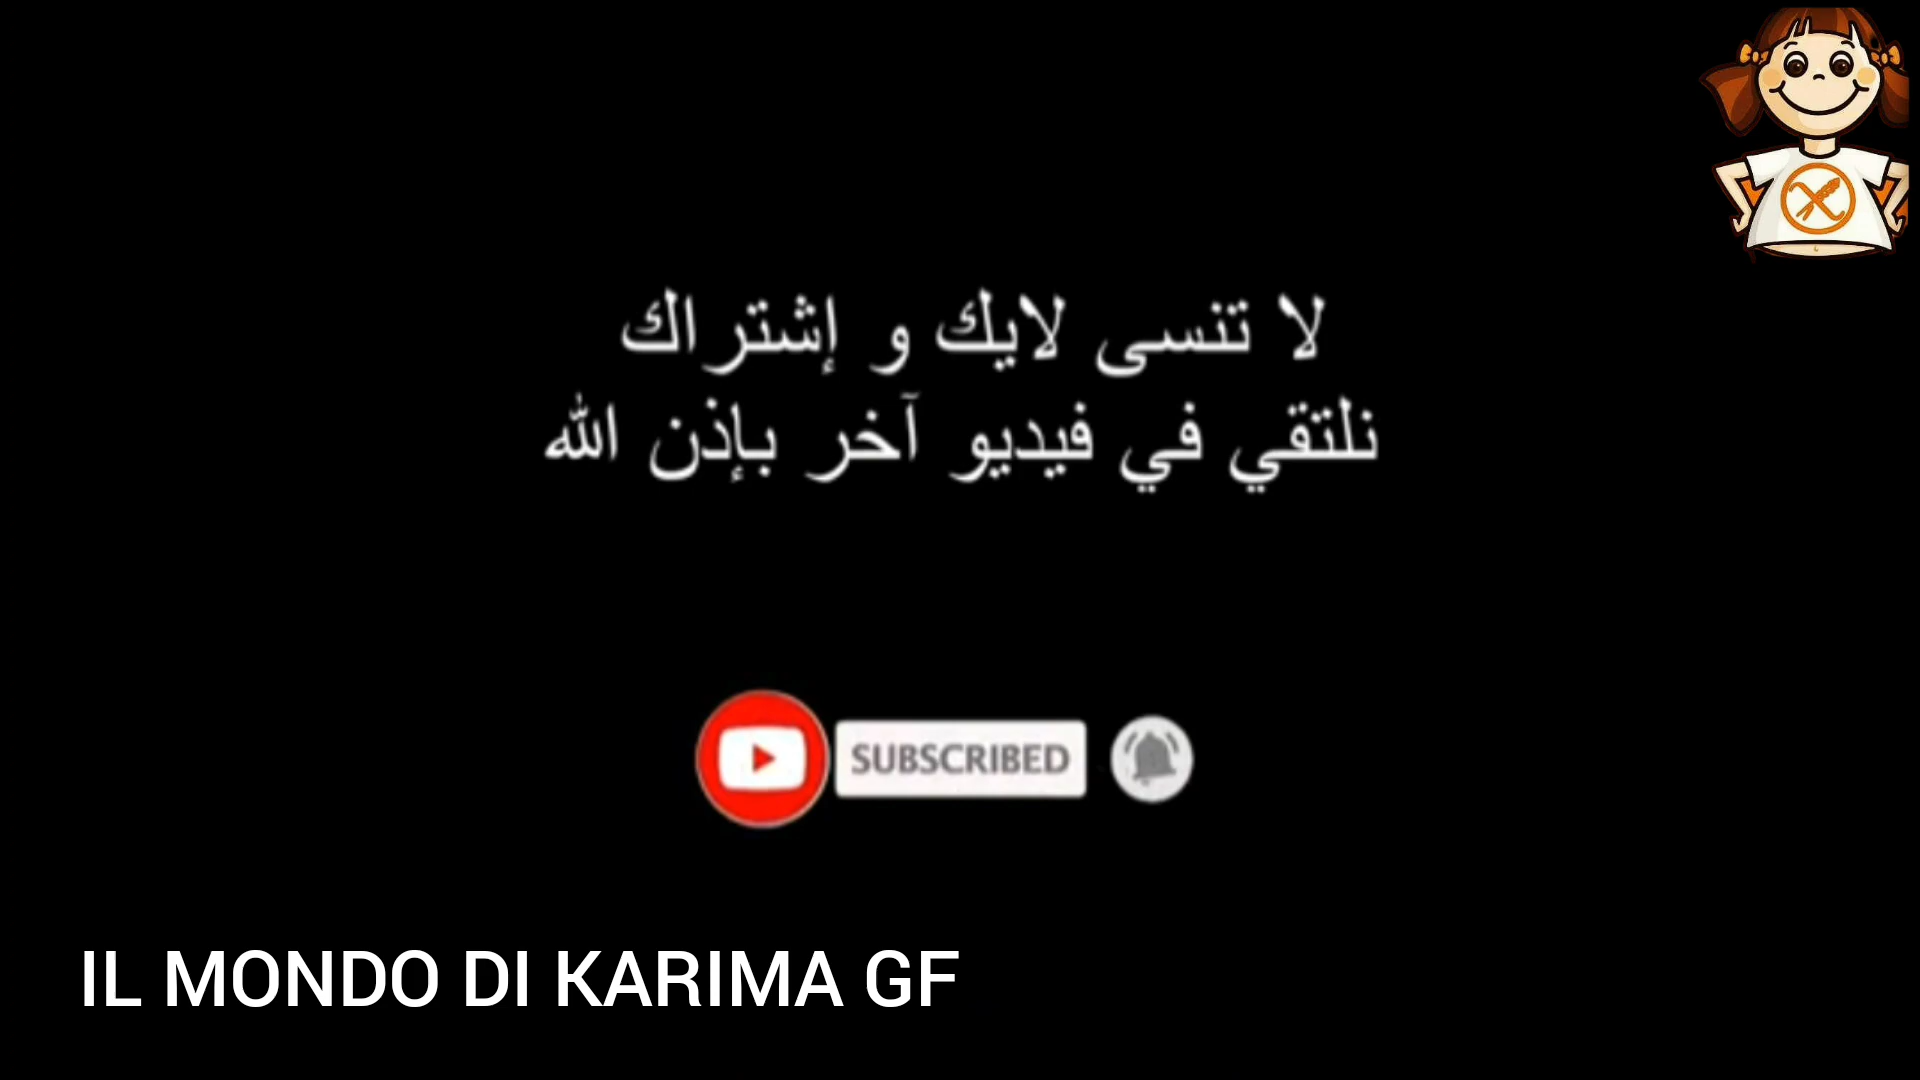 لا تنسى لايك و إشتراك
نلتقي في فيديو آخر بإذن الله
SUBSCRIBED
IL MONDO DI KARIMA GF